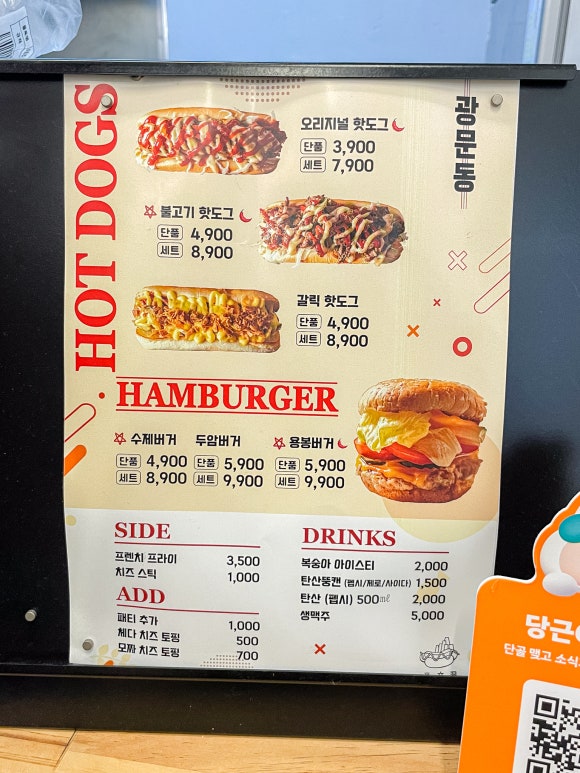 HOT DOGS
광문동
오리지널 핫도그
단품 3,900
세트 7,900
불고기 핫도그
단품 4,900
세트 8,900
갈릭 핫도그
단품 4,900
세트 8,900
HAMBURGER
수제버거 두암버거 용봉버거
단품 4,900 단품 5,900 단품 5,900
세트 8,900 세트 9,900 세트 9,900
SIDE
프렌치 프라이 3,500
치즈 스틱 1,000
ADD
패티 추가 1,000
체다 치즈 토핑 500
모짜 치즈 토핑 700
DRINKS
복숭아 아이스티 2,000
탄산뚱캔 (펩시/제로/사이다) 1,500
탄산 (펩시) 500㎖ 2,000
생맥주 5,000
당근
단골 맺고 소식